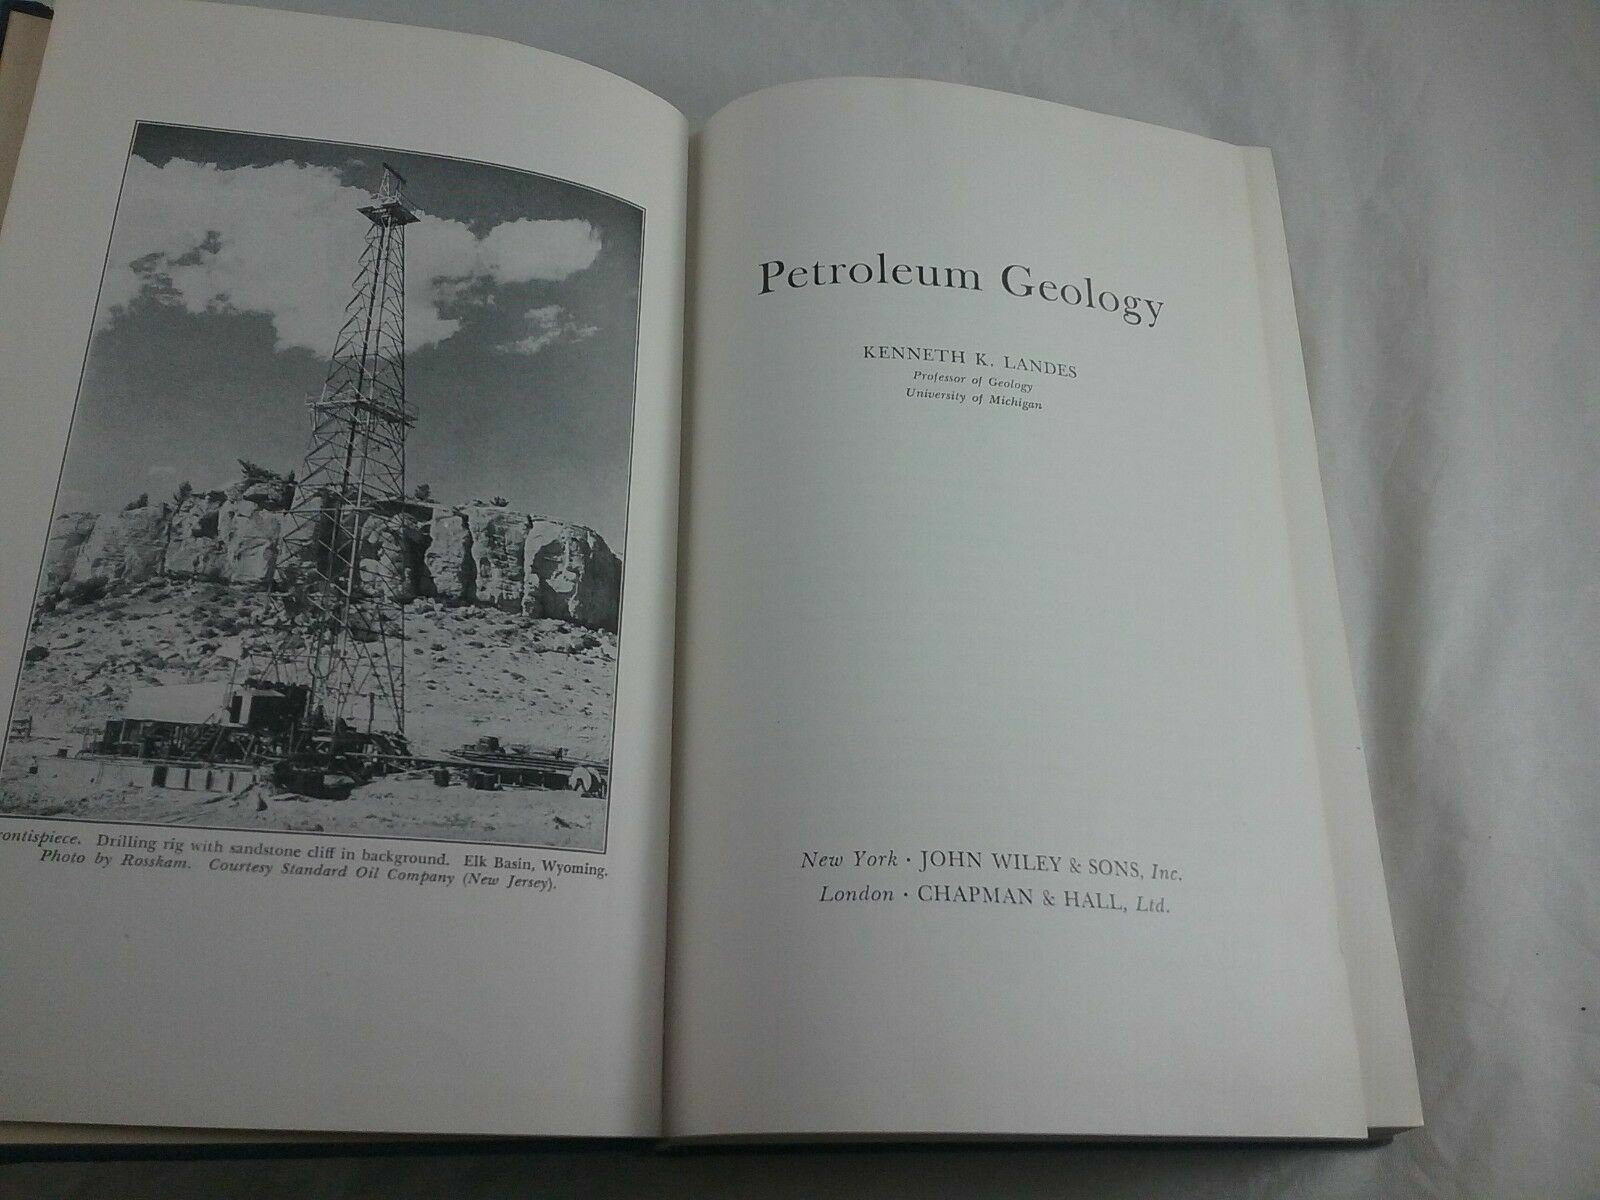 rontispiece. Drilling rig with sandstone cliff in background. Elk Basin, Wyoming.
Photo by Rosskam. Courtesy Standard Oil Company (New Jersey).
Petroleum Geology
KENNETH K. LANDES
Professor of Geology
University of Michigan
New York · JOHN WILEY & SONS, Inc.
London · CHAPMAN & HALL, Ltd.